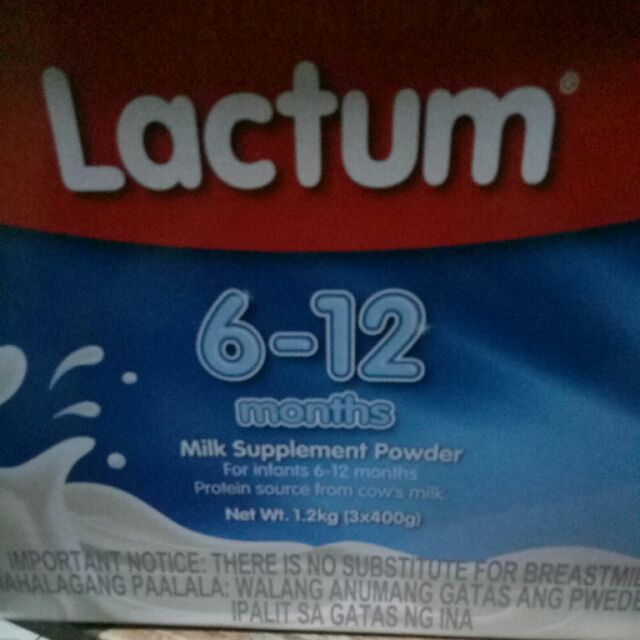 Lactum®
6-12
months
Milk Supplement Powder
For infants 6-12 months
Protein source from cow's milk
Net Wt. 1.2kg (3x400g)
IMPORTANT NOTICE: THERE IS NO SUBSTITUTE FOR BREASTMI
AHALAGANG PAALALA: WALANG ANUMANG GATAS ANG PWEDE
IPALIT SA GATAS NG INA